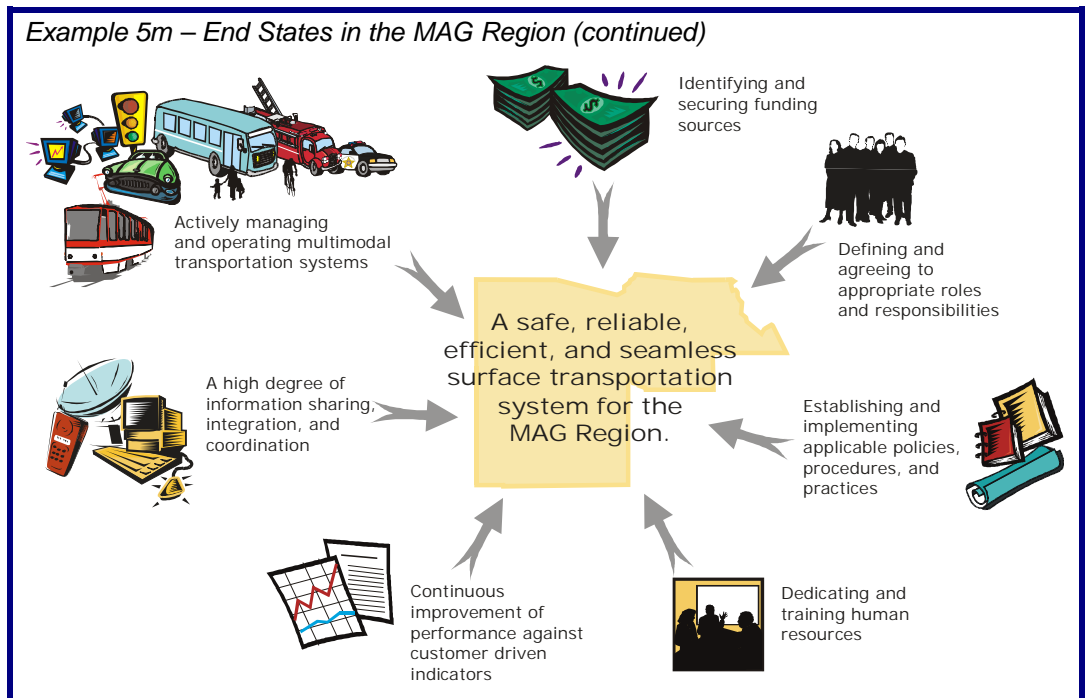 Example 5m – End States in the MAG Region (continued)
Identifying and
securing funding
sources
Actively managing
and operating multimodal
transportation systems
Defining and
agreeing to
appropriate roles
and responsibilities
A safe, reliable,
efficient, and seamless
surface transportation
system for the
MAG Region.
A high degree of
information sharing,
integration, and
coordination
Establishing and
implementing
applicable policies,
procedures, and
practices
Continuous
improvement of
performance against
customer driven
indicators
Dedicating and
training human
resources